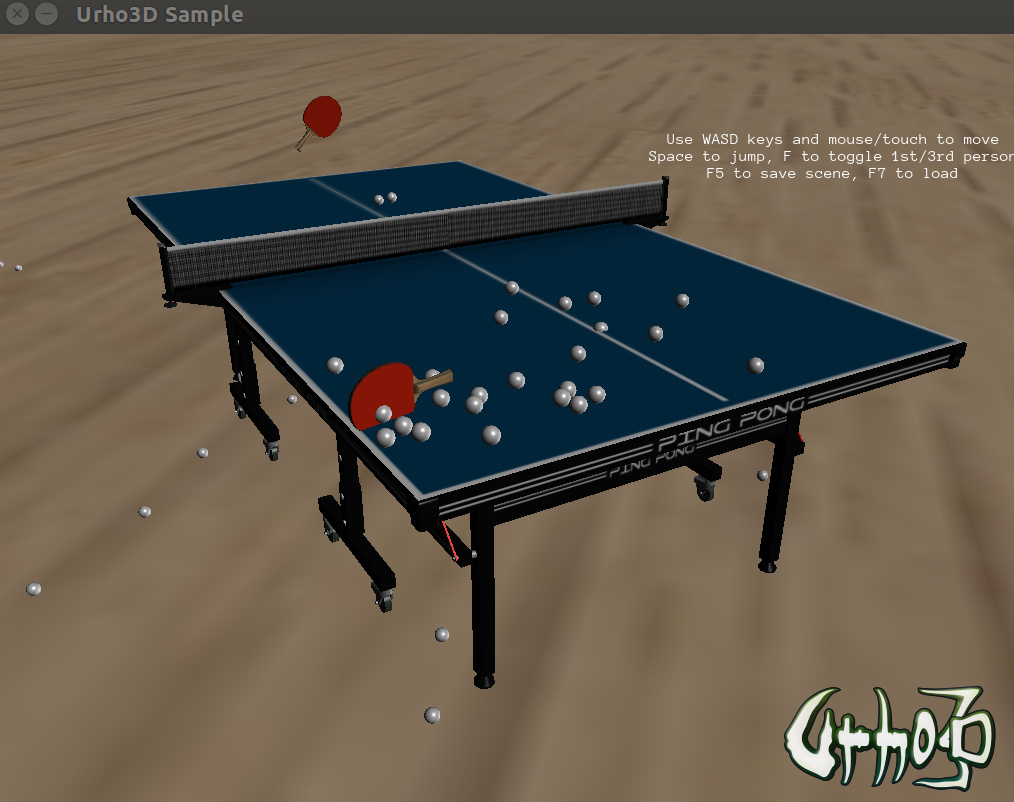 Urho3D Sample
Use WASD keys and mouse/touch to move
Space to jump, F to toggle 1st/3rd person
F5 to save scene, F7 to load
PING PONG
PING PONG
Urho3D